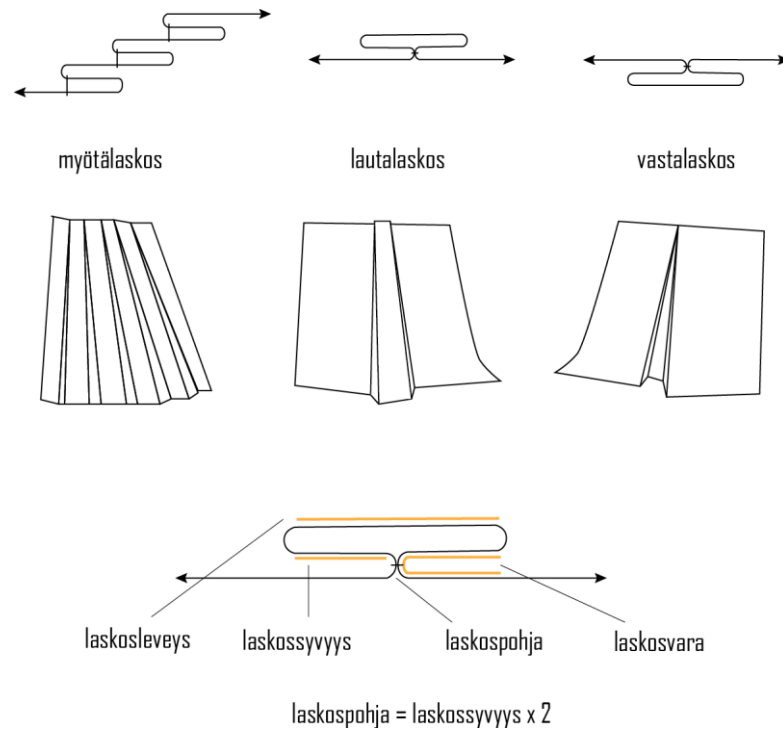 myötälaskos
lautalaskos
vastalaskos
laskosleveys
laskossyvyys
laskospohja
laskosvara
laskospohja = laskossyvyys x 2